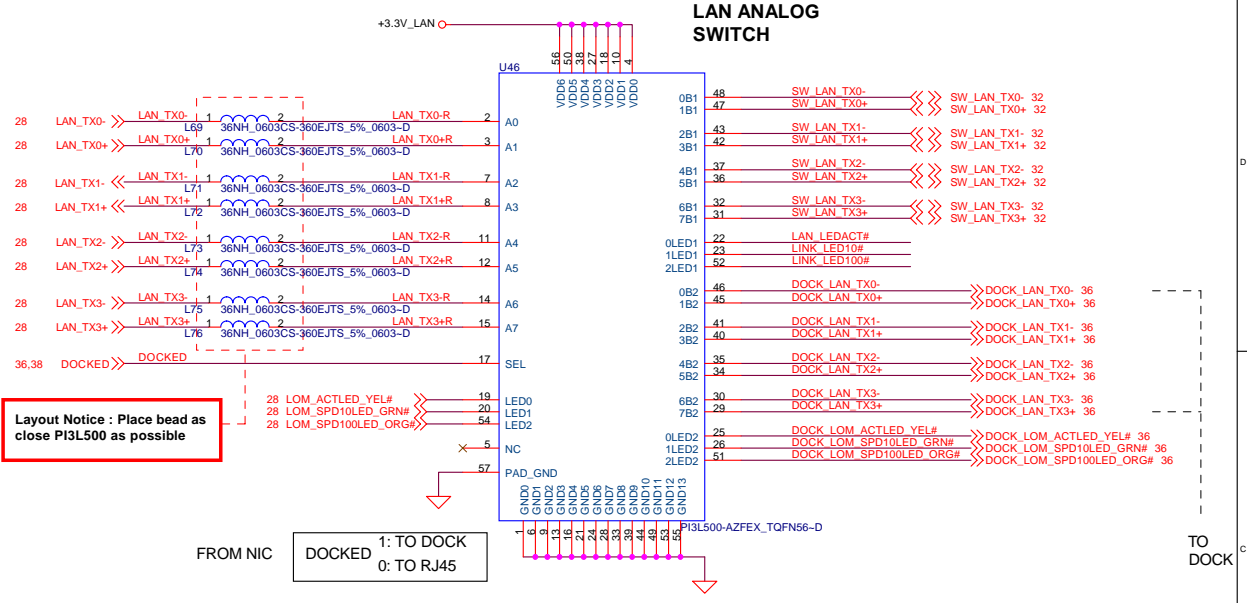 LAN ANALOG
SWITCH
+3.3V_LAN
56 50 38 27 18 10 4
U46
VDD6 VDD5 VDD4 VDD3 VDD2 VDD1 VDD0
28 LAN_TX0- LAN_TX0- 1 2 LAN_TX0-R 2 A0
L69 36NH_0603CS-360EJTS_5%_0603~D
28 LAN_TX0+ LAN_TX0+ 1 2 LAN_TX0+R 3 A1
L70 36NH_0603CS-360EJTS_5%_0603~D
28 LAN_TX1- LAN_TX1- 1 2 LAN_TX1-R 7 A2
L71 36NH_0603CS-360EJTS_5%_0603~D
28 LAN_TX1+ LAN_TX1+ 1 2 LAN_TX1+R 8 A3
L72 36NH_0603CS-360EJTS_5%_0603~D
28 LAN_TX2- LAN_TX2- 1 2 LAN_TX2-R 11 A4
L73 36NH_0603CS-360EJTS_5%_0603~D
28 LAN_TX2+ LAN_TX2+ 1 2 LAN_TX2+R 12 A5
L74 36NH_0603CS-360EJTS_5%_0603~D
28 LAN_TX3- LAN_TX3- 1 2 LAN_TX3-R 14 A6
L75 36NH_0603CS-360EJTS_5%_0603~D
28 LAN_TX3+ LAN_TX3+ 1 2 LAN_TX3+R 15 A7
L76 36NH_0603CS-360EJTS_5%_0603~D
36,38 DOCKED DOCKED 17 SEL
28 LOM_ACTLED_YEL# 19 LED0
28 LOM_SPD10LED_GRN# 20 LED1
28 LOM_SPD100LED_ORG# 54 LED2
5 NC
57 PAD_GND
Layout Notice : Place bead as
close PI3L500 as possible
0B1 48 SW_LAN_TX0- SW_LAN_TX0- 32
1B1 47 SW_LAN_TX0+ SW_LAN_TX0+ 32
2B1 43 SW_LAN_TX1- SW_LAN_TX1- 32
3B1 42 SW_LAN_TX1+ SW_LAN_TX1+ 32
4B1 37 SW_LAN_TX2- SW_LAN_TX2- 32
5B1 36 SW_LAN_TX2+ SW_LAN_TX2+ 32
6B1 32 SW_LAN_TX3- SW_LAN_TX3- 32
7B1 31 SW_LAN_TX3+ SW_LAN_TX3+ 32
0LED1 22 LAN_LEDACT#
1LED1 23 LINK_LED10#
2LED1 52 LINK_LED100#
0B2 46 DOCK_LAN_TX0- DOCK_LAN_TX0- 36
1B2 45 DOCK_LAN_TX0+ DOCK_LAN_TX0+ 36
2B2 41 DOCK_LAN_TX1- DOCK_LAN_TX1- 36
3B2 40 DOCK_LAN_TX1+ DOCK_LAN_TX1+ 36
4B2 35 DOCK_LAN_TX2- DOCK_LAN_TX2- 36
5B2 34 DOCK_LAN_TX2+ DOCK_LAN_TX2+ 36
6B2 30 DOCK_LAN_TX3- DOCK_LAN_TX3- 36
7B2 29 DOCK_LAN_TX3+ DOCK_LAN_TX3+ 36
0LED2 25 DOCK_LOM_ACTLED_YEL# DOCK_LOM_ACTLED_YEL# 36
1LED2 26 DOCK_LOM_SPD10LED_GRN# DOCK_LOM_SPD10LED_GRN# 36
2LED2 51 DOCK_LOM_SPD100LED_ORG# DOCK_LOM_SPD100LED_ORG# 36
GND0 GND1 GND2 GND3 GND4 GND5 GND6 GND7 GND8 GND9 GND10 GND11 GND12 GND13
1 6 9 13 16 21 24 28 33 39 44 49 53 55
PI3L500-AZFEX_TQFN56~D
FROM NIC
DOCKED
1: TO DOCK
0: TO RJ45
TO
DOCK
D
C